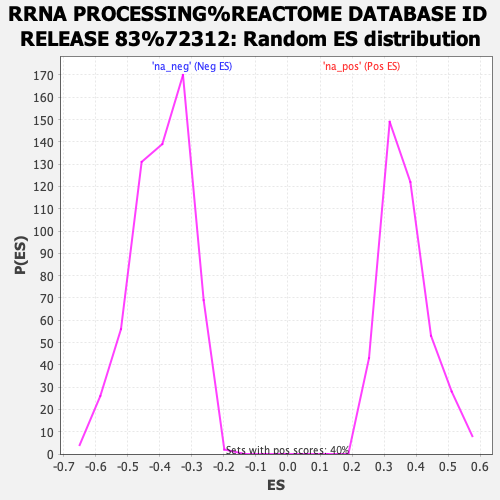 RRNA PROCESSING%REACTOME DATABASE ID
RELEASE 83%72312: Random ES distribution
'na_neg' (Neg ES) 'na_pos' (Pos ES)
170
160
150
140
130
120
110
100
90
80
70
60
50
40
30
20
10
0
P(ES)
Sets with pos scores: 40%
-0.7 -0.6 -0.5 -0.4 -0.3 -0.2 -0.1 0.0 0.1 0.2 0.3 0.4 0.5 0.6
ES